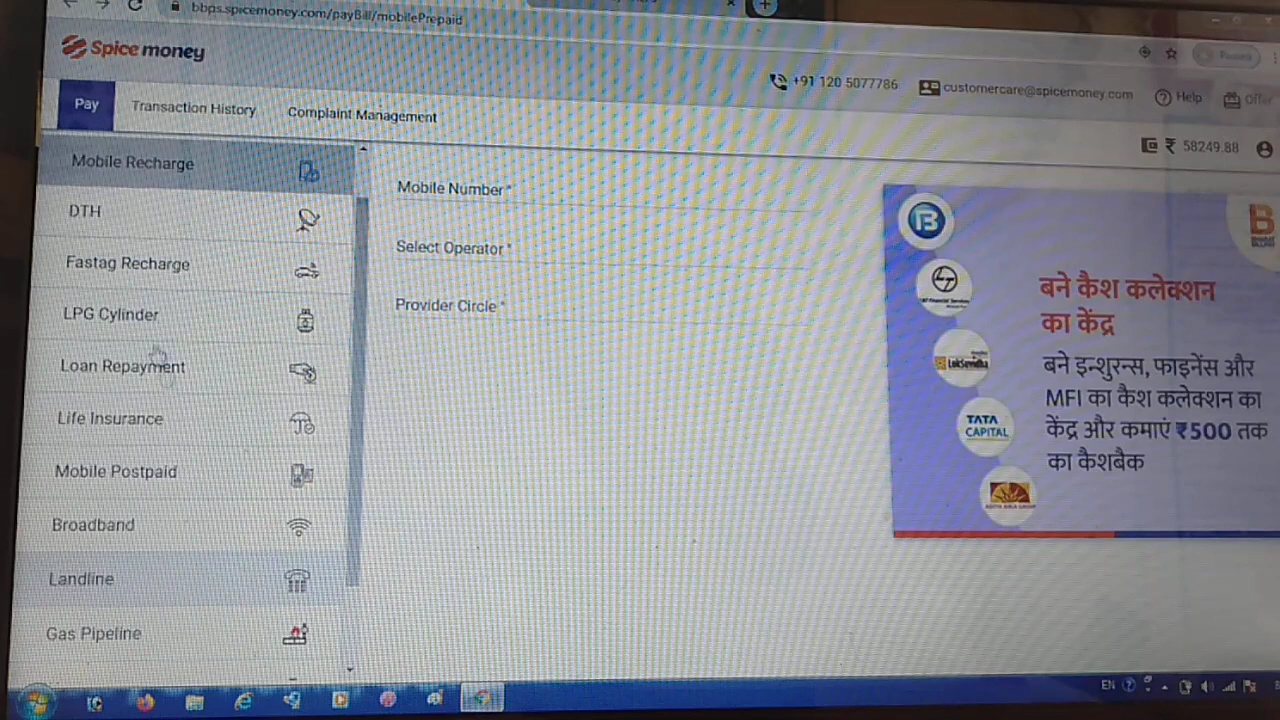 bbps.spicemoney.com/payBill/mobilePrepaid
Spice money
+91 120 5077786
customercare@spicemoney.com
Help
Offer
Pay
Transaction History
Complaint Management
₹ 58249.88
Mobile Recharge
DTH
Fastag Recharge
LPG Cylinder
Loan Repayment
Life Insurance
Mobile Postpaid
Broadband
Landline
Gas Pipeline
Mobile Number *
Select Operator *
Provider Circle *
बने कैश कलेक्शन
का केंद्र
बने इन्शुरन्स, फाइनेंस और
MFI का कैश कलेक्शन का
केंद्र और कमाएं ₹500 तक
का कैशबैक
TATA
CAPITAL
EN